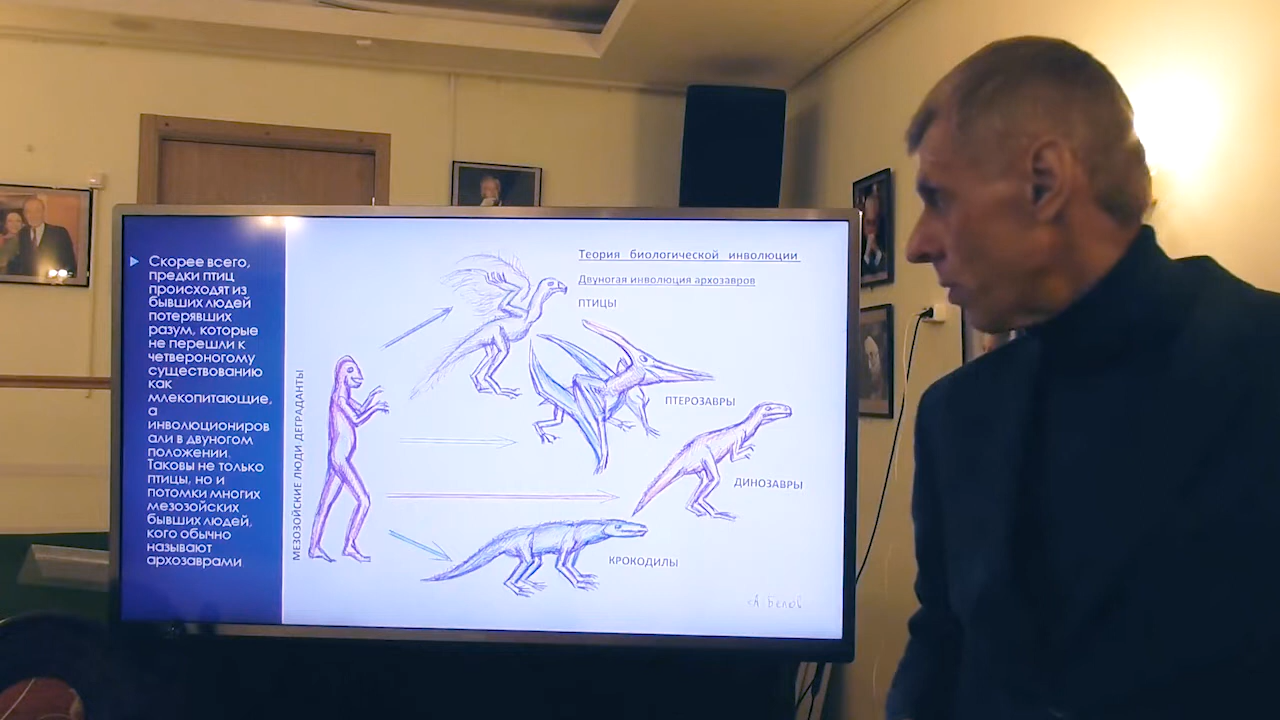 Скорее всего,
предки птиц
происходят из
бывших людей
потерявших
разум, которые
не перешли к
четвероногому
существованию
как
млекопитающие,
а
инволюциониров
али в двуногом
положении.
Таковы не только
птицы, но и
потомки многих
мезозойских
бывших людей,
кого обычно
называют
архозаврами
МЕЗОЗОЙСКИЕ ЛЮДИ ДЕГРАДАНТЫ
Теория биологической инволюции
Двуногая инволюция архозавров
ПТИЦЫ
ПТЕРОЗАВРЫ
ДИНОЗАВРЫ
КРОКОДИЛЫ
А. Белов